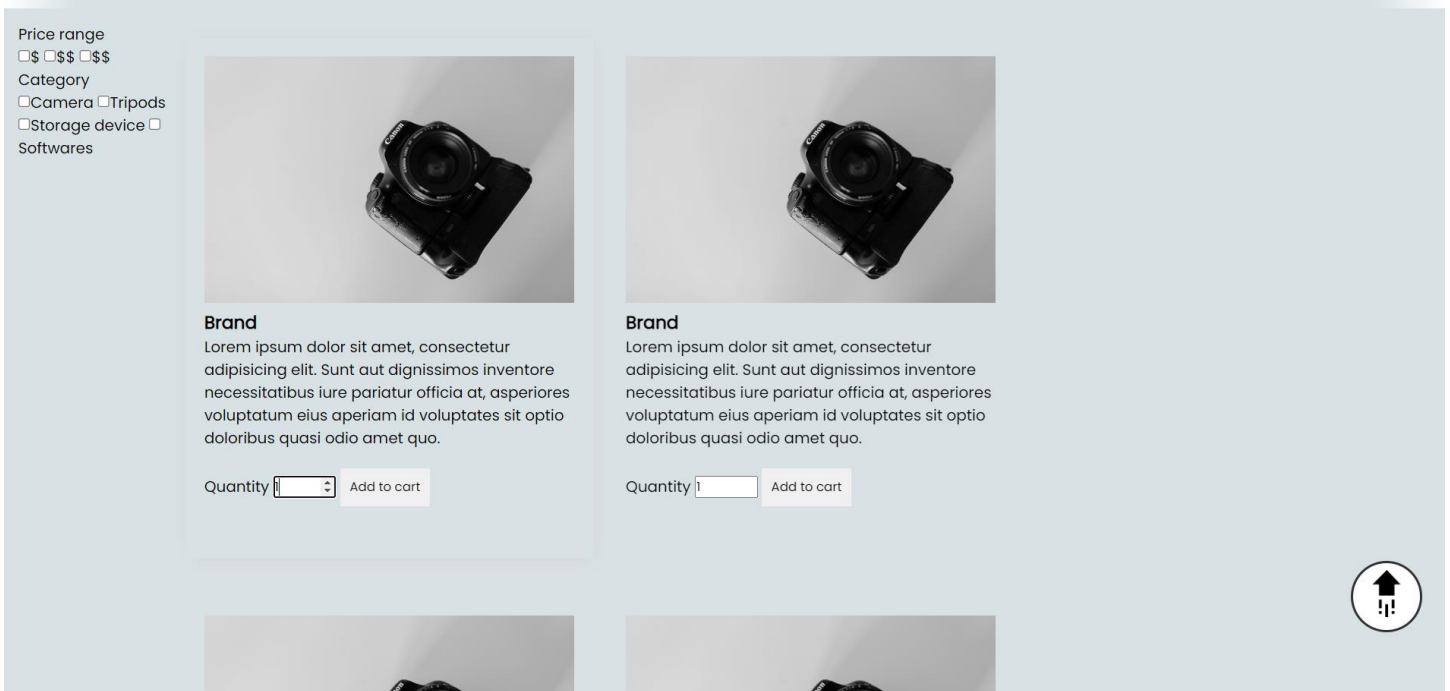 Price range
$ $$ $$
Category
Camera Tripods
Storage device
Softwares
Canon
Brand
Lorem ipsum dolor sit amet, consectetur
adipisicing elit. Sunt aut dignissimos inventore
necessitatibus iure pariatur officia at, asperiores
voluptatum eius aperiam id voluptates sit optio
doloribus quasi odio amet quo.
Quantity 1 Add to cart
Canon
Brand
Lorem ipsum dolor sit amet, consectetur
adipisicing elit. Sunt aut dignissimos inventore
necessitatibus iure pariatur officia at, asperiores
voluptatum eius aperiam id voluptates sit optio
doloribus quasi odio amet quo.
Quantity 1 Add to cart